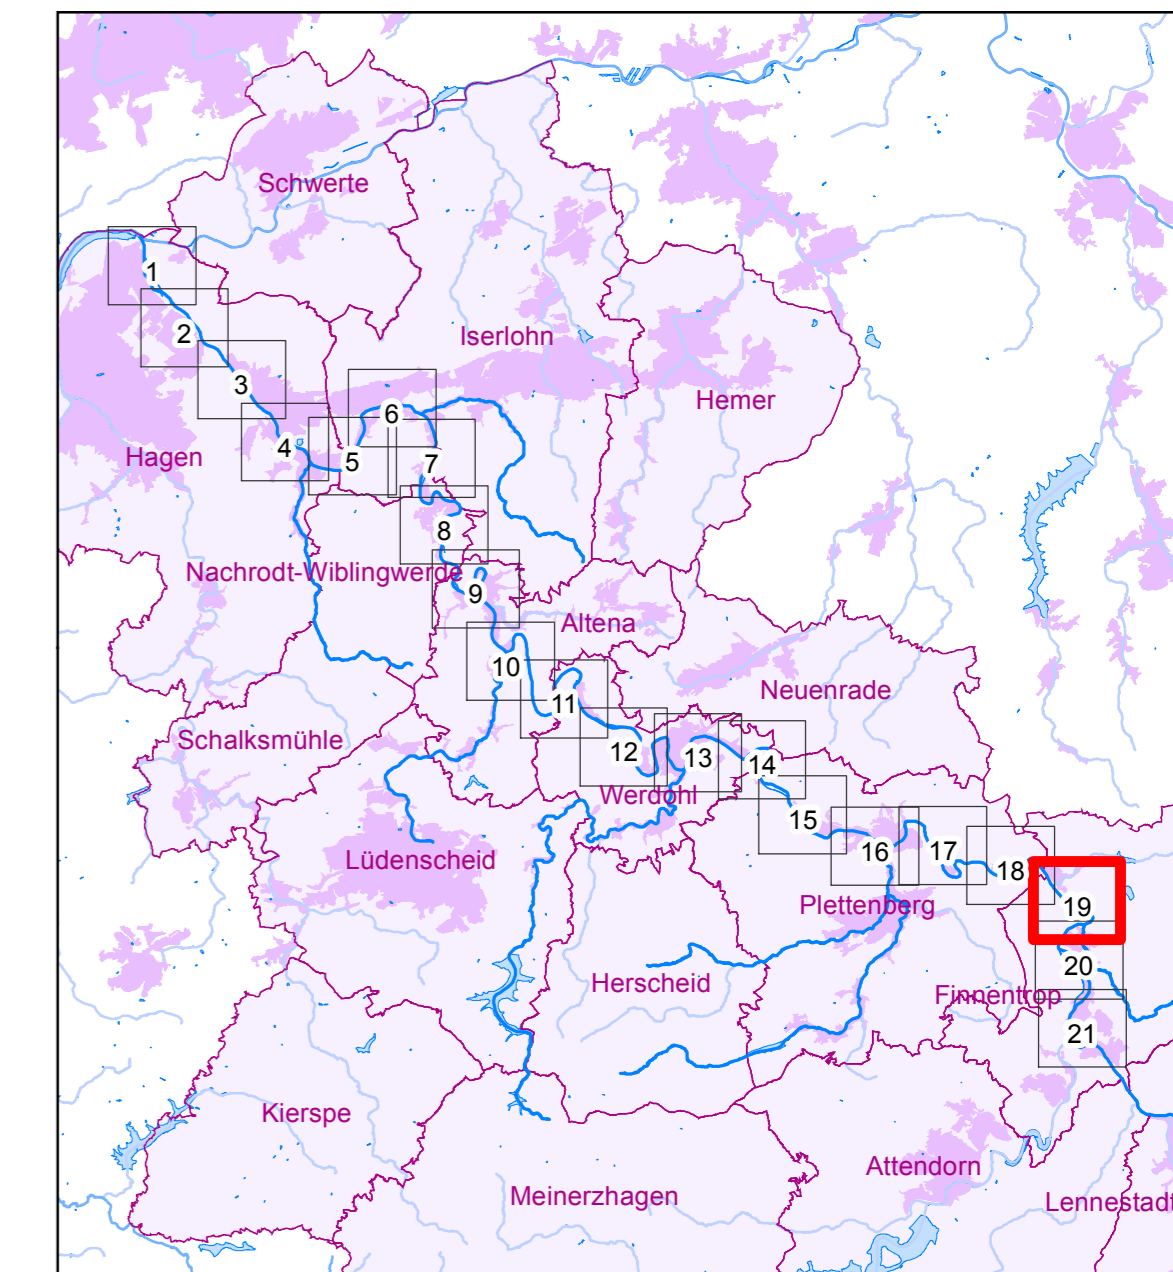 Schwerte
1
2
Iserlohn
3
Hemer
6
4
Hagen
5
7
8
Nachrodt-Wiblingwerde
9
Altena
10
Neuenrade
11
Schalksmühle
12
13
14
Werdohl
15
16
17
Lüdenscheid
18
Plettenberg
19
20
Herscheid
Finnentrop
21
Kierspe
Attendorn
Meinerzhagen
Lennestadt